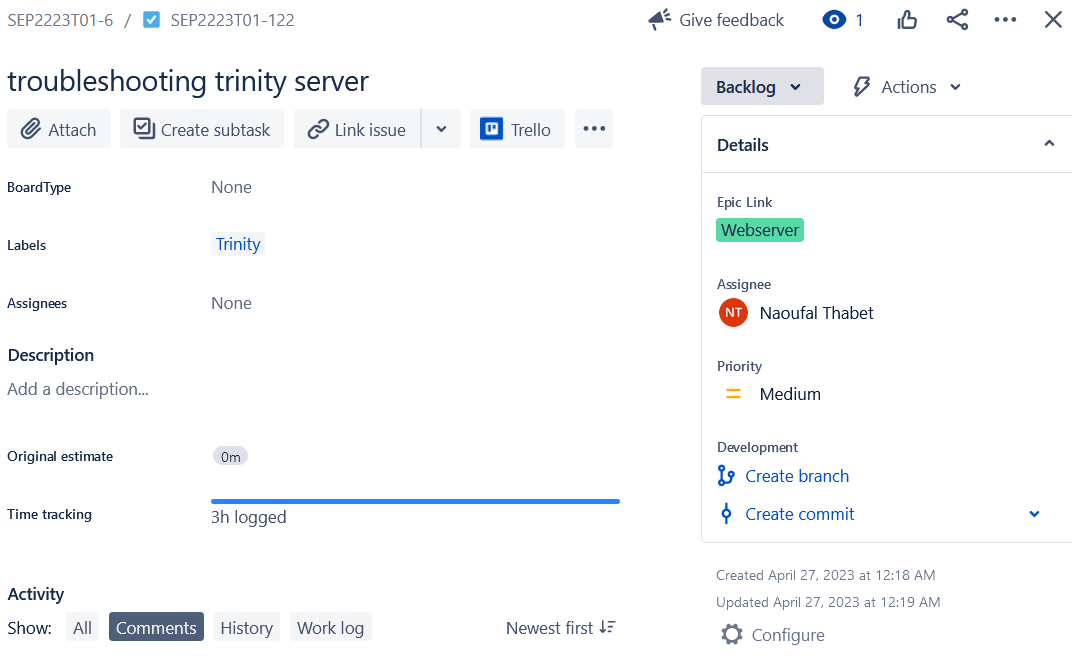 SEP2223T01-6 / SEP2223T01-122
Give feedback
1
troubleshooting trinity server
Backlog
Actions
Attach
Create subtask
Link issue
Trello
Details
BoardType
None
Labels
Trinity
Assignees
None
Description
Add a description...
Original estimate
0m
Time tracking
3h logged
Epic Link
Webserver
Assignee
NT Naoufal Thabet
Priority
Medium
Development
Create branch
Create commit
Created April 27, 2023 at 12:18 AM
Updated April 27, 2023 at 12:19 AM
Configure
Activity
Show: All Comments History Work log Newest first